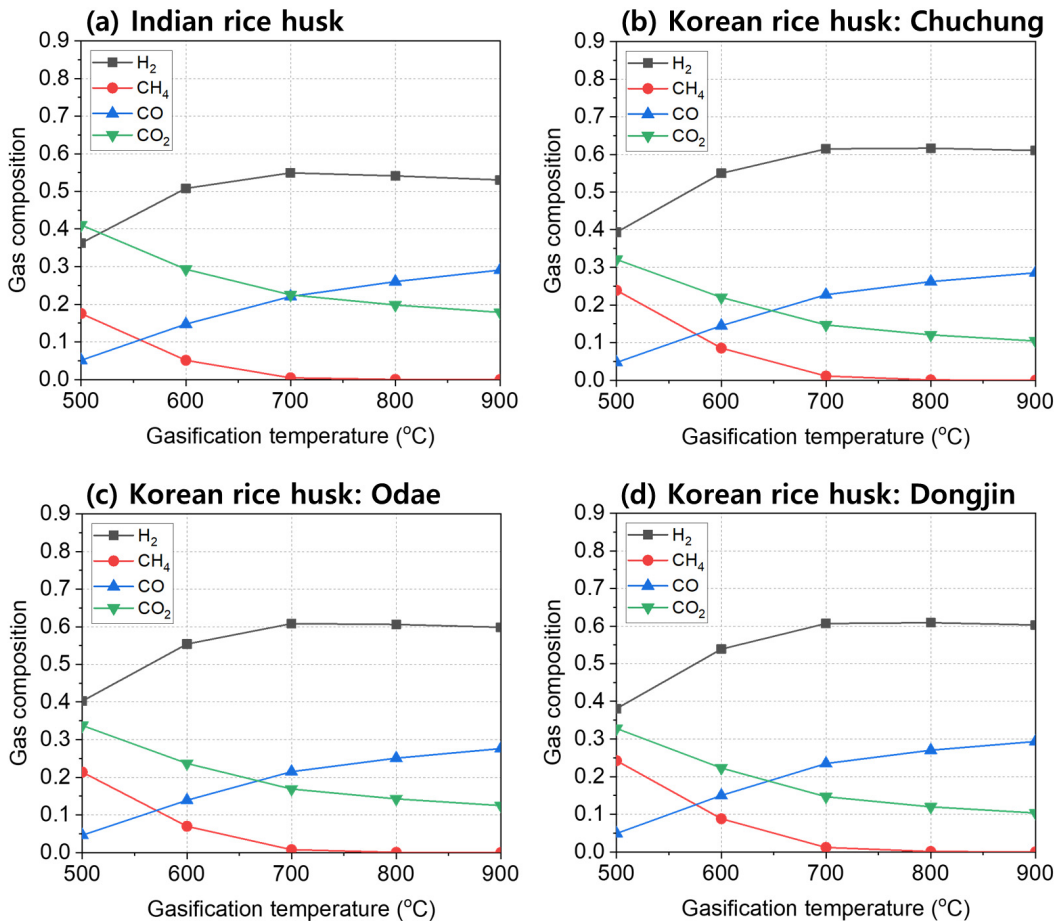 (a) Indian rice husk
0.9
0.8
0.7
0.6
0.5
0.4
0.3
0.2
0.1
0.0
Gas composition
H2
CH4
CO
CO2
500 600 700 800 900
Gasification temperature (°C)
(b) Korean rice husk: Chuchung
0.9
0.8
0.7
0.6
0.5
0.4
0.3
0.2
0.1
0.0
Gas composition
H2
CH4
CO
CO2
500 600 700 800 900
Gasification temperature (°C)
(c) Korean rice husk: Odae
0.9
0.8
0.7
0.6
0.5
0.4
0.3
0.2
0.1
0.0
Gas composition
H2
CH4
CO
CO2
500 600 700 800 900
Gasification temperature (°C)
(d) Korean rice husk: Dongjin
0.9
0.8
0.7
0.6
0.5
0.4
0.3
0.2
0.1
0.0
Gas composition
H2
CH4
CO
CO2
500 600 700 800 900
Gasification temperature (°C)